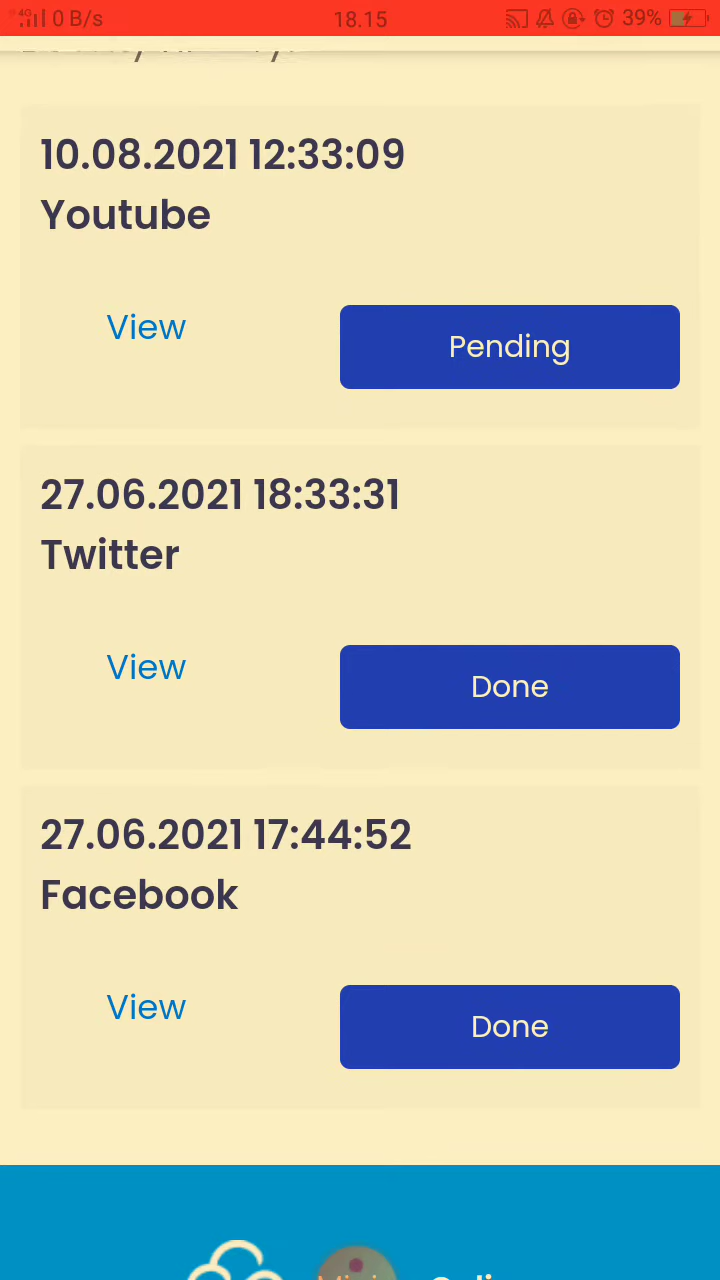 4G 0 B/s 18.15 39%
10.08.2021 12:33:09
Youtube
View Pending
27.06.2021 18:33:31
Twitter
View Done
27.06.2021 17:44:52
Facebook
View Done